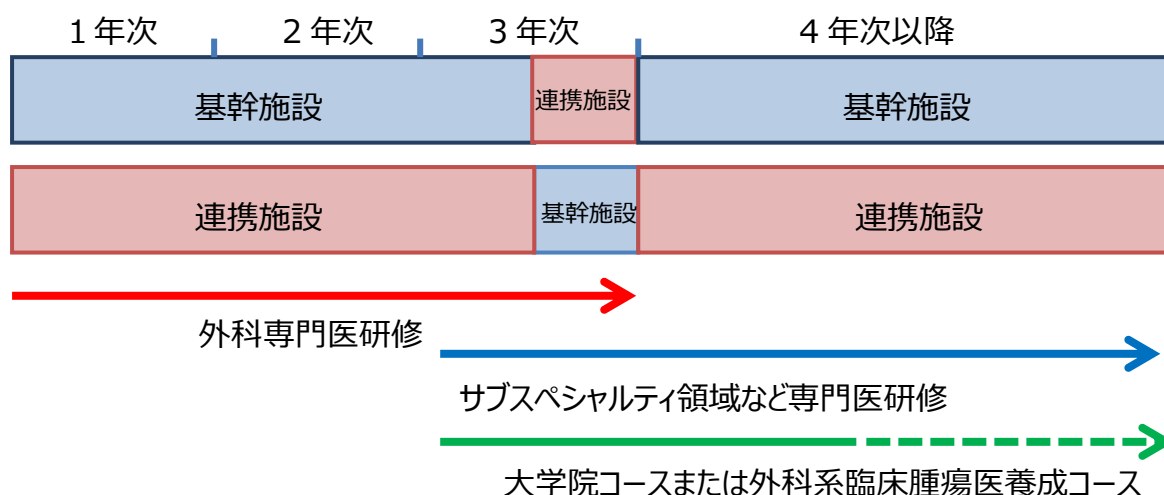 1年次 2年次 3年次 4年次以降
基幹施設 連携施設 基幹施設
連携施設 基幹施設 連携施設
外科専門医研修
サブスペシャルティ領域など専門医研修
大学院コースまたは外科系臨床腫瘍医養成コース